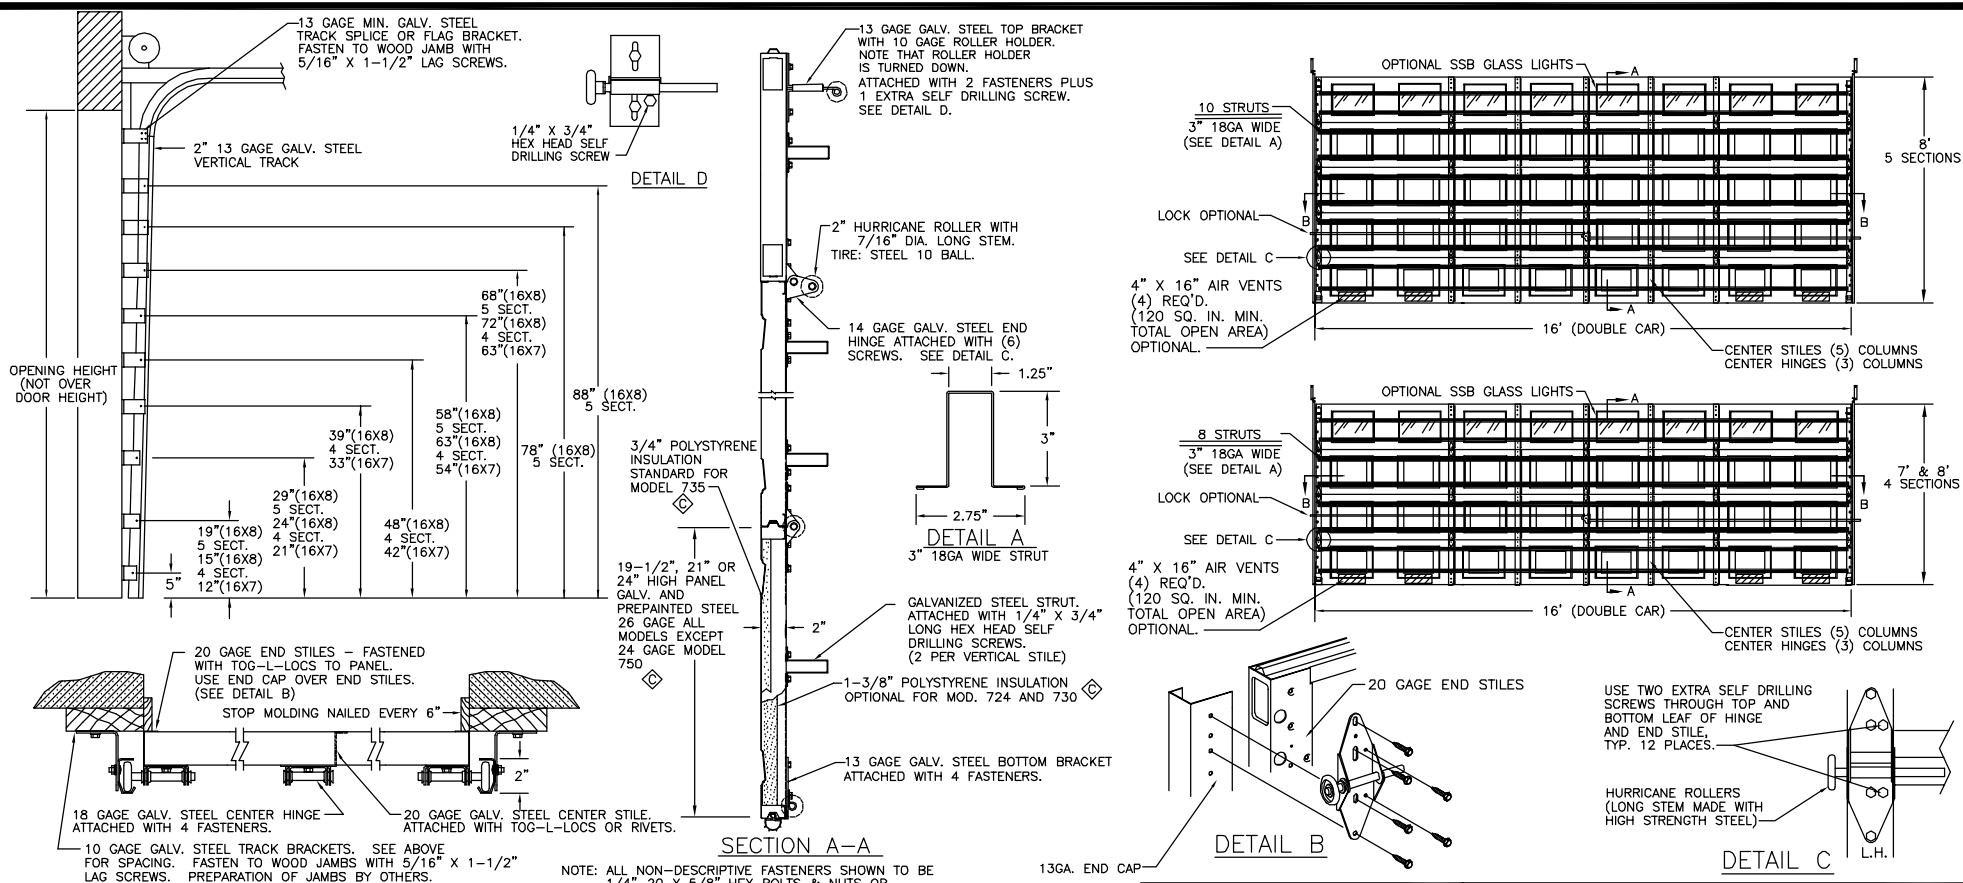 13 GAGE MIN. GALV. STEEL
TRACK SPLICE OR FLAG BRACKET.
FASTEN TO WOOD JAMB WITH
5/16" X 1-1/2" LAG SCREWS.
2" 13 GAGE GALV. STEEL
VERTICAL TRACK
OPENING HEIGHT
(NOT OVER
DOOR HEIGHT)
5"
19"(16X8)
5 SECT.
15"(16X8)
4 SECT.
12"(16X7)
29"(16X8)
5 SECT.
24"(16X8)
4 SECT.
21"(16X7)
39"(16X8)
4 SECT.
33"(16X7)
48"(16X8)
4 SECT.
42"(16X7)
58"(16X8)
5 SECT.
63"(16X8)
4 SECT.
54"(16X7)
68"(16X8)
5 SECT.
72"(16X8)
4 SECT.
63"(16X7)
78" (16X8)
5 SECT.
88" (16X8)
5 SECT.
1/4" X 3/4"
HEX HEAD SELF
DRILLING SCREW
DETAIL D
13 GAGE GALV. STEEL TOP BRACKET
WITH 10 GAGE ROLLER HOLDER.
NOTE THAT ROLLER HOLDER
IS TURNED DOWN.
ATTACHED WITH 2 FASTENERS PLUS
1 EXTRA SELF DRILLING SCREW.
SEE DETAIL D.
2" HURRICANE ROLLER WITH
7/16" DIA. LONG STEM.
TIRE: STEEL 10 BALL.
14 GAGE GALV. STEEL END
HINGE ATTACHED WITH (6)
SCREWS. SEE DETAIL C.
1.25"
3"
2.75"
DETAIL A
3" 18GA WIDE STRUT
3/4" POLYSTYRENE
INSULATION
STANDARD FOR
MODEL 735
C
19-1/2", 21" OR
24" HIGH PANEL
GALV. AND
PREPAINTED STEEL
26 GAGE ALL
MODELS EXCEPT
24 GAGE MODEL
750
C
2"
GALVANIZED STEEL STRUT.
ATTACHED WITH 1/4" X 3/4"
LONG HEX HEAD SELF
DRILLING SCREWS.
(2 PER VERTICAL STILE)
1-3/8" POLYSTYRENE INSULATION
OPTIONAL FOR MOD. 724 AND 730
C
13 GAGE GALV. STEEL BOTTOM BRACKET
ATTACHED WITH 4 FASTENERS.
SECTION A-A
NOTE: ALL NON-DESCRIPTIVE FASTENERS SHOWN TO BE
1/4"-20 X 5/8" HEX BOLTS & NUTS OR
20 GAGE END STILES - FASTENED
WITH TOG-L-LOCS TO PANEL.
USE END CAP OVER END STILES.
(SEE DETAIL B)
STOP MOLDING NAILED EVERY 6"
2"
18 GAGE GALV. STEEL CENTER HINGE
ATTACHED WITH 4 FASTENERS.
20 GAGE GALV. STEEL CENTER STILE.
ATTACHED WITH TOG-L-LOCS OR RIVETS.
10 GAGE GALV. STEEL TRACK BRACKETS. SEE ABOVE
FOR SPACING. FASTEN TO WOOD JAMBS WITH 5/16" X 1-1/2"
LAG SCREWS. PREPARATION OF JAMBS BY OTHERS.
OPTIONAL SSB GLASS LIGHTS
A
10 STRUTS
3" 18GA WIDE
(SEE DETAIL A)
8'
5 SECTIONS
LOCK OPTIONAL
B
B
SEE DETAIL C
4" X 16" AIR VENTS
(4) REQ'D.
(120 SQ. IN. MIN.
TOTAL OPEN AREA)
OPTIONAL.
A
16' (DOUBLE CAR)
CENTER STILES (5) COLUMNS
CENTER HINGES (3) COLUMNS
OPTIONAL SSB GLASS LIGHTS
A
8 STRUTS
3" 18GA WIDE
(SEE DETAIL A)
7' & 8'
4 SECTIONS
LOCK OPTIONAL
B
B
SEE DETAIL C
4" X 16" AIR VENTS
(4) REQ'D.
(120 SQ. IN. MIN.
TOTAL OPEN AREA)
OPTIONAL.
A
16' (DOUBLE CAR)
CENTER STILES (5) COLUMNS
CENTER HINGES (3) COLUMNS
20 GAGE END STILES
13GA. END CAP
DETAIL B
USE TWO EXTRA SELF DRILLING
SCREWS THROUGH TOP AND
BOTTOM LEAF OF HINGE
AND END STILE,
TYP. 12 PLACES.
HURRICANE ROLLERS
(LONG STEM MADE WITH
HIGH STRENGTH STEEL)
L.H.
DETAIL C